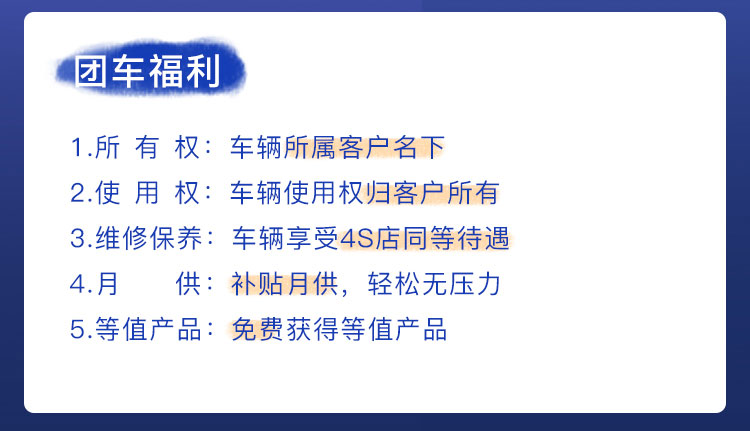 团车福利
1.所 有 权：车辆所属客户名下
2.使 用 权：车辆使用权归客户所有
3.维修保养：车辆享受4S店同等待遇
4.月 供：补贴月供，轻松无压力
5.等值产品：免费获得等值产品